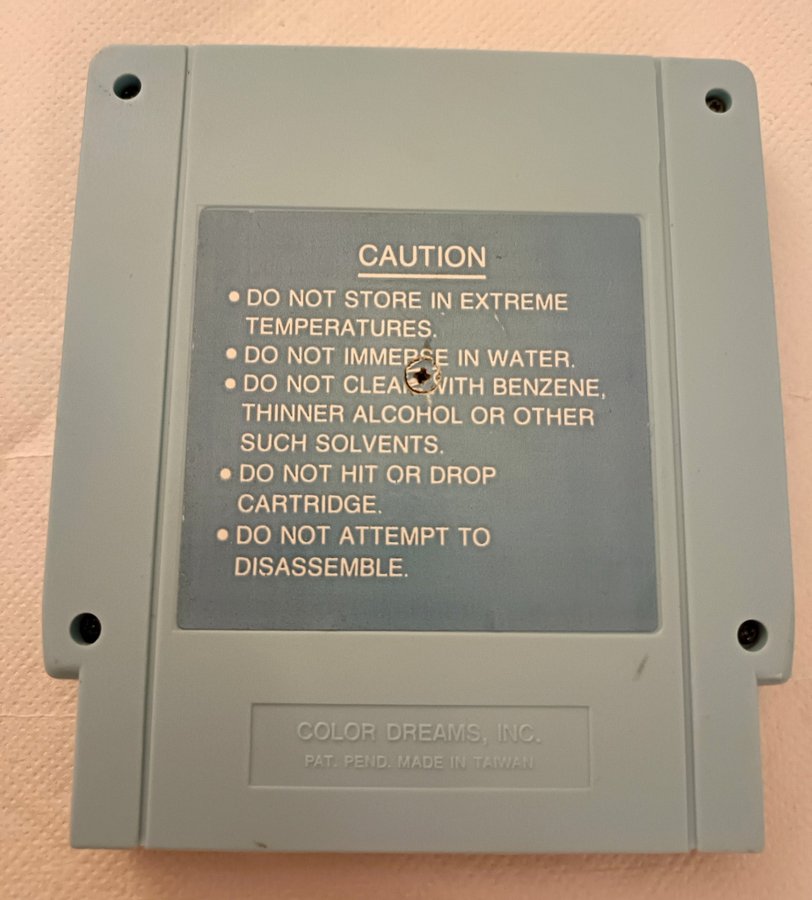 CAUTION
• DO NOT STORE IN EXTREME
TEMPERATURES.
• DO NOT IMMERSE IN WATER.
• DO NOT CLEAN WITH BENZENE,
THINNER ALCOHOL OR OTHER
SUCH SOLVENTS.
• DO NOT HIT OR DROP
CARTRIDGE.
• DO NOT ATTEMPT TO
DISASSEMBLE.
COLOR DREAMS, INC.
PAT. PEND. MADE IN TAIWAN